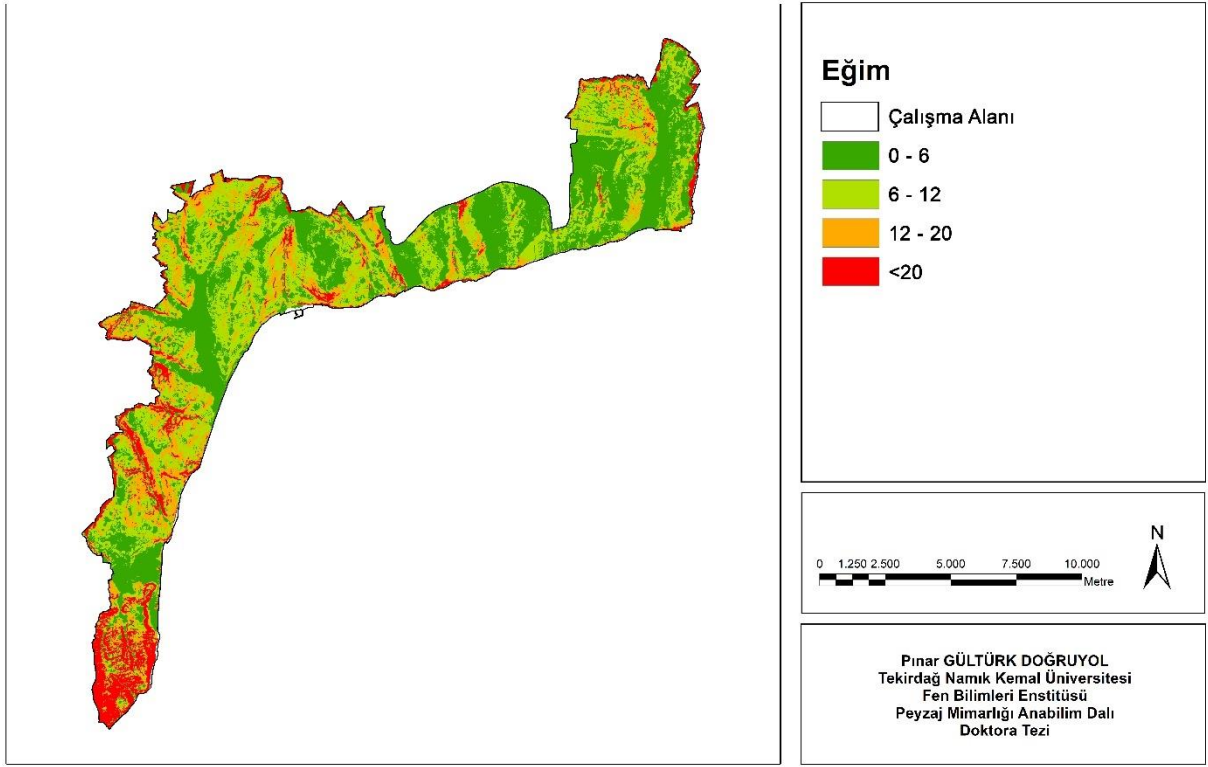 Eğim
Çalışma Alanı
0 - 6
6 - 12
12 - 20
<20
N
0 1.250 2.500 5.000 7.500 10.000
Metre
Pınar GÜLTÜRK DOĞRUYOL
Tekirdağ Namık Kemal Üniversitesi
Fen Bilimleri Enstitüsü
Peyzaj Mimarlığı Anabilim Dalı
Doktora Tezi